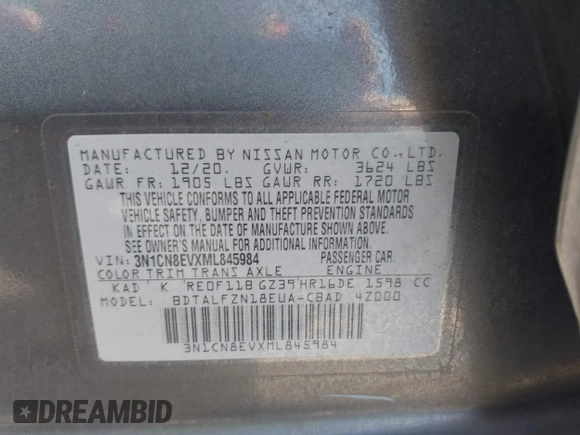 MANUFACTURED BY NISSAN MOTOR CO.,LTD.
DATE: 12/20. GVWR: 3624 LBS
GAWR FR: 1905 LBS GAWR RR: 1720 LBS
THIS VEHICLE CONFORMS TO ALL APPLICABLE FEDERAL MOTOR
VEHICLE SAFETY, BUMPER AND THEFT PREVENTION STANDARDS
IN EFFECT ON THE DATE OF MANUFACTURE SHOWN ABOVE.
SEE OWNER'S MANUAL FOR ADDITIONAL INFORMATION.
VIN: 3N1CN8EVXML845984 PASSENGER CAR.
COLOR TRIM TRANS AXLE ENGINE
KAD K RE0F11B GZ39 HR16DE 1598 CC
MODEL: BDTALFZN18EUA-CBAD 4Z000
3N1CN8EVXML845984
DREAMBID